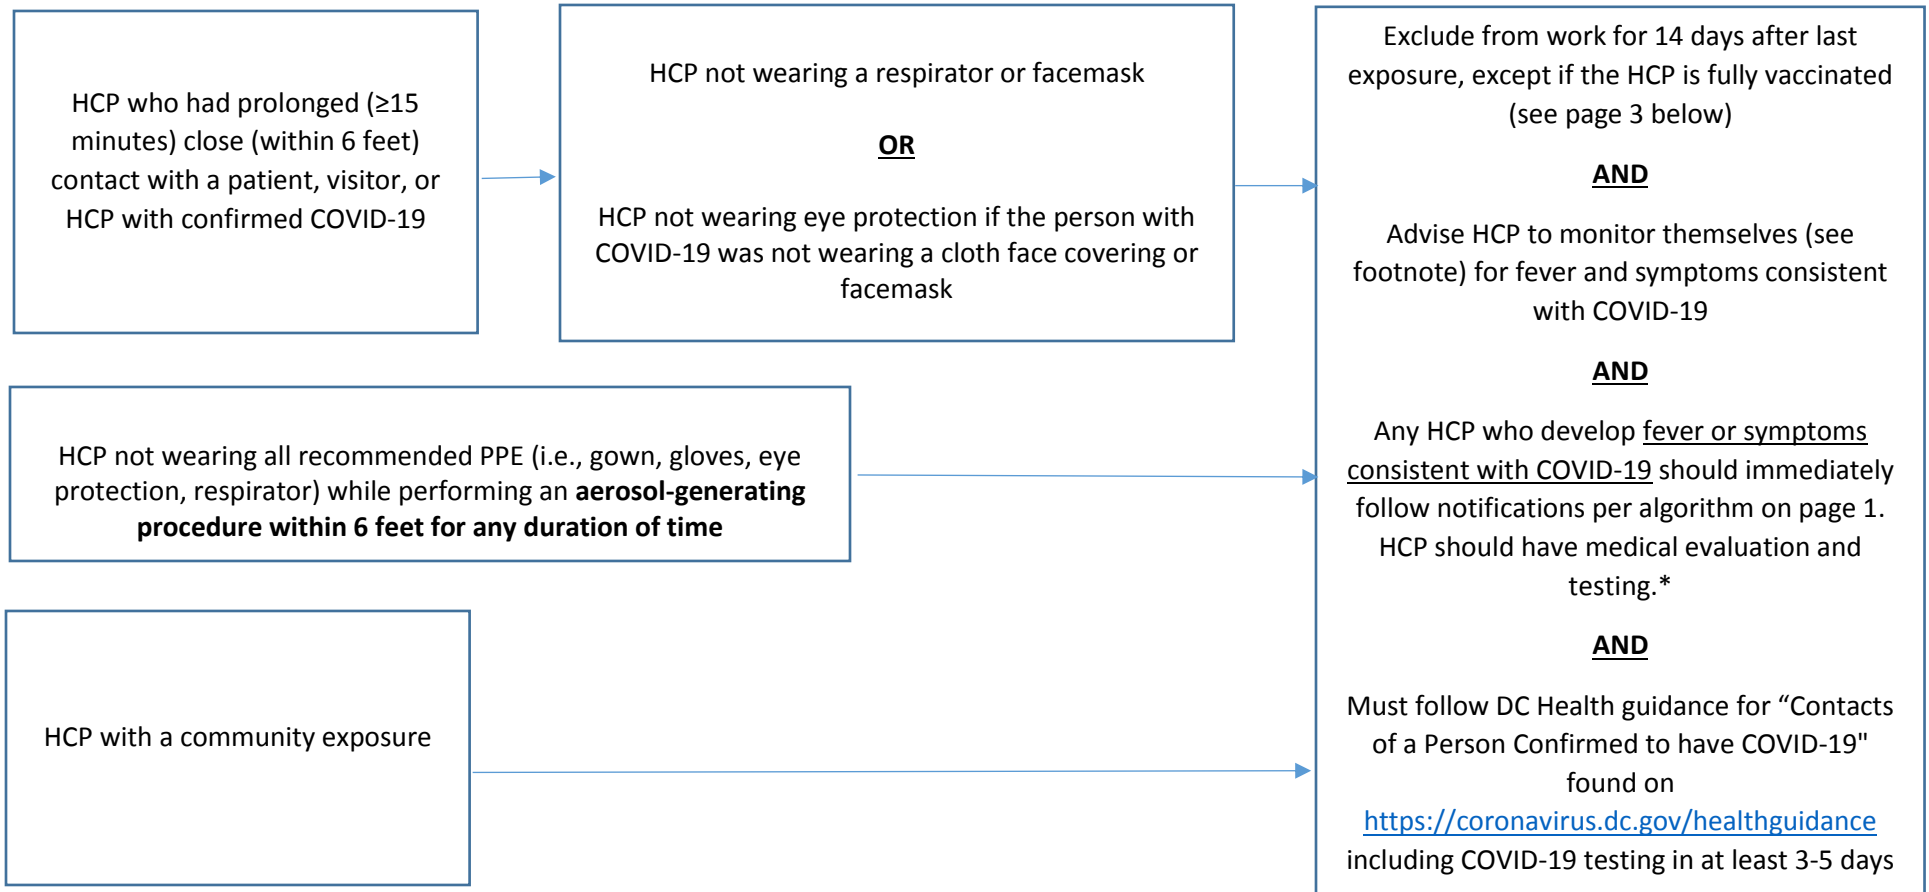 HCP who had prolonged (≥15
minutes) close (within 6 feet)
contact with a patient, visitor, or
HCP with confirmed COVID-19
HCP not wearing a respirator or facemask
OR
HCP not wearing eye protection if the person with
COVID-19 was not wearing a cloth face covering or
facemask
HCP not wearing all recommended PPE (i.e., gown, gloves, eye
protection, respirator) while performing an aerosol-generating
procedure within 6 feet for any duration of time
HCP with a community exposure
Exclude from work for 14 days after last
exposure, except if the HCP is fully vaccinated
(see page 3 below)
AND
Advise HCP to monitor themselves (see
footnote) for fever and symptoms consistent
with COVID-19
AND
Any HCP who develop fever or symptoms
consistent with COVID-19 should immediately
follow notifications per algorithm on page 1.
HCP should have medical evaluation and
testing.*
AND
Must follow DC Health guidance for “Contacts
of a Person Confirmed to have COVID-19"
found on
https://coronavirus.dc.gov/healthguidance
including COVID-19 testing in at least 3-5 days